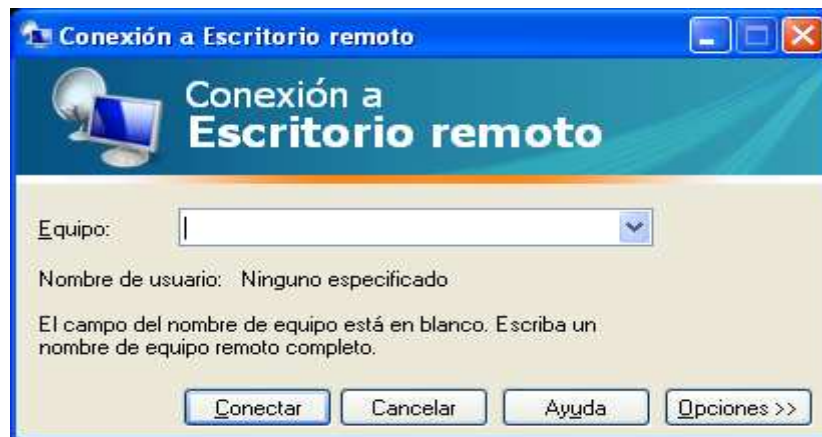 Conexión a Escritorio remoto
Conexión a
Escritorio remoto
Equipo:
Nombre de usuario: Ninguno especificado
El campo del nombre de equipo está en blanco. Escriba un
nombre de equipo remoto completo.
Conectar Cancelar Ayuda Opciones >>